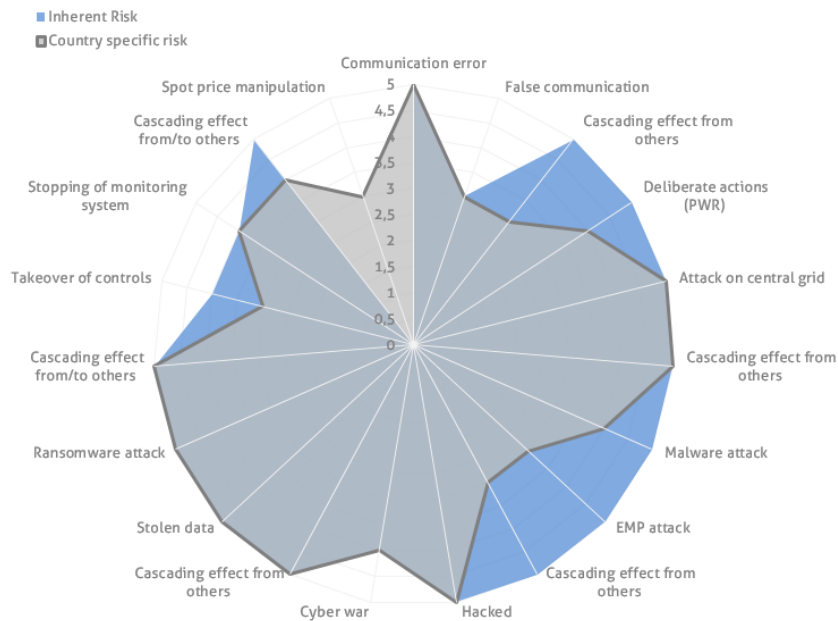 Inherent Risk
Country specific risk
Communication error
Spot price manipulation
False communication
Cascading effect
from/to others
Cascading effect from
others
Stopping of monitoring
system
Deliberate actions
(PWR)
Takeover of controls
Attack on central grid
Cascading effect
from/to others
Cascading effect from
others
Ransomware attack
Malware attack
Stolen data
EMP attack
Cascading effect from
others
Cascading effect from
others
Cyber war
Hacked
5
4,5
4
3,5
3
2,5
2
1,5
1
0,5
0